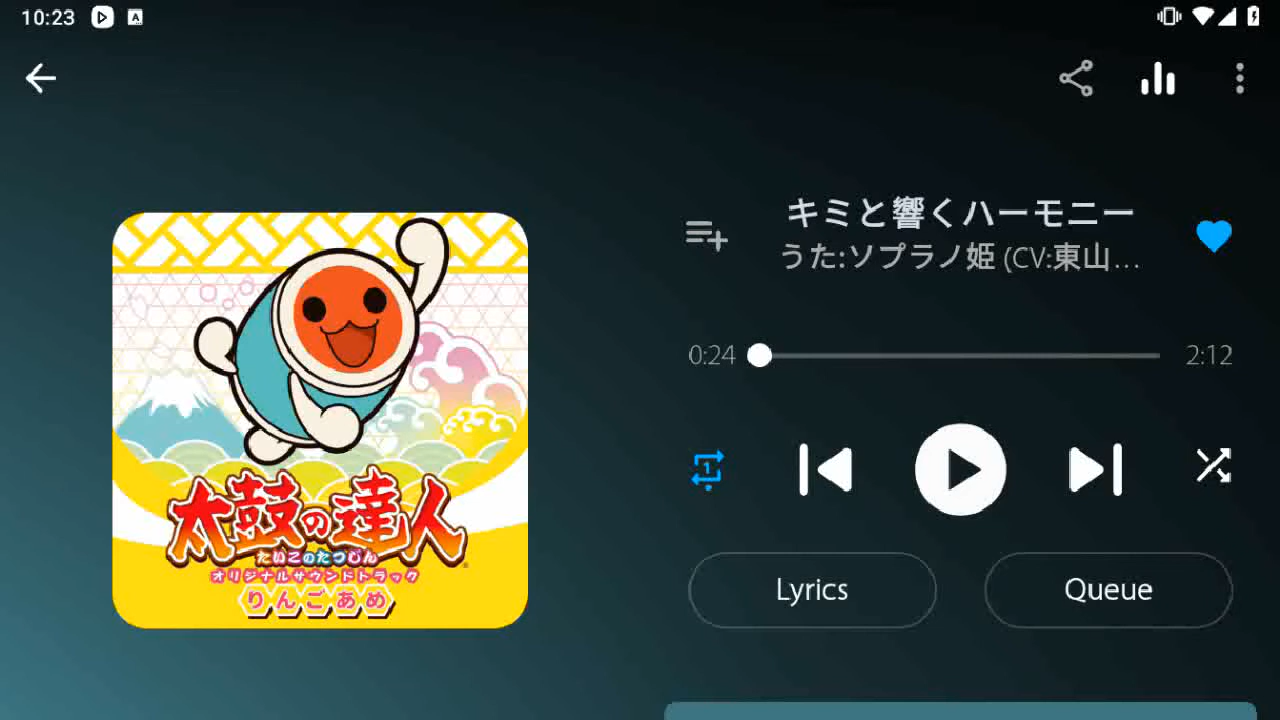 10:23
太鼓の達人
たいこのたつじん
オリジナルサウンドトラック
りんごあめ
キミと響くハーモニー
うた:ソプラノ姫 (CV:東山…
0:24
2:12
1
Lyrics
Queue